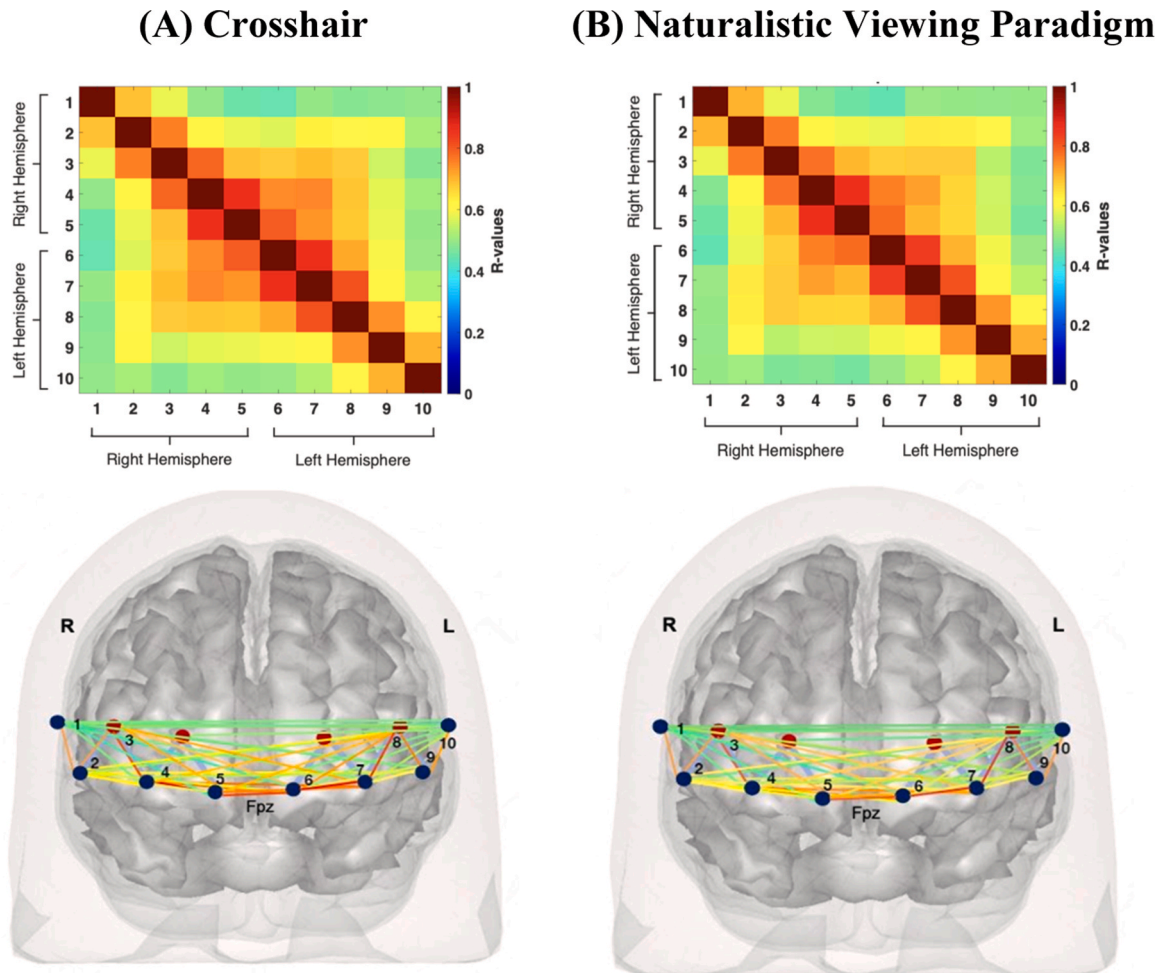 (A) Crosshair
(B) Naturalistic Viewing Paradigm
Right Hemisphere
Left Hemisphere
1
2
3
4
5
6
7
8
9
10
1 2 3 4 5 6 7 8 9 10
Right Hemisphere Left Hemisphere
1
0.8
0.6
0.4
0.2
0
R-values
Right Hemisphere
Left Hemisphere
1
2
3
4
5
6
7
8
9
10
1 2 3 4 5 6 7 8 9 10
Right Hemisphere Left Hemisphere
1
0.8
0.6
0.4
0.2
0
R-values
R L
1 2 3 4 5 6 7 8 9 10
Fpz
R L
1 2 3 4 5 6 7 8 9 10
Fpz